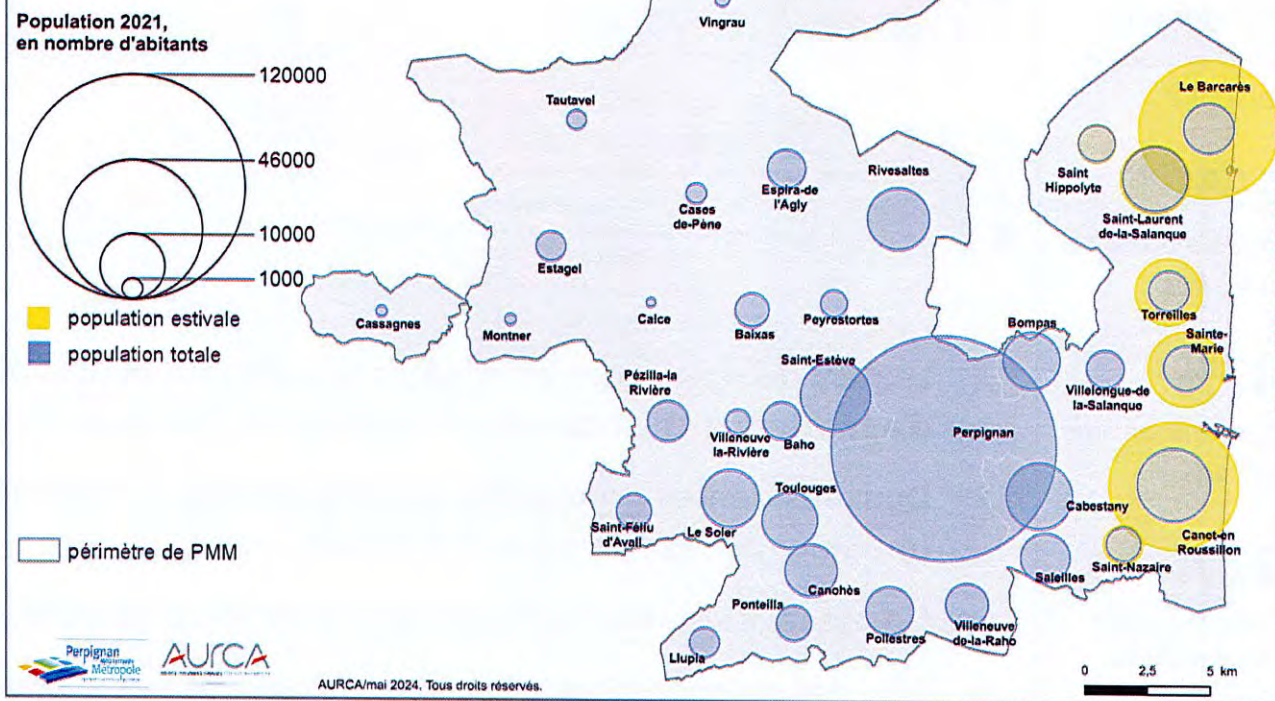 Population 2021,
en nombre d'abitants
120000
46000
10000
1000
population estivale
population totale
périmètre de PMM
Vingrau
Tautavel
Le Barcarès
Saint
Hippolyte
Espira-de
l'Agly
Rivesaltes
Cases
de-Pène
Saint-Laurent
de-la-Salanque
Estagel
Torreilles
Cassagnes
Montner
Calce
Baixas
Peyrestortes
Bompas
Sainte-
Marie
Saint-Estève
Pézilla-la
Rivière
Villelongue-de
la-Salanque
Villeneuve
la-Rivière
Baho
Perpignan
Toulouges
Cabestany
Saint-Féliu
d'Avall
Le Soler
Canet-en
Roussillon
Saint-Nazaire
Saleilles
Canohès
Ponteilla
Pollestres
Villeneuve
de-la-Raho
Llupia
Perpignan
Métropole
AURCA
AURCA/mai 2024, Tous droits réservés.
0 2,5 5 km